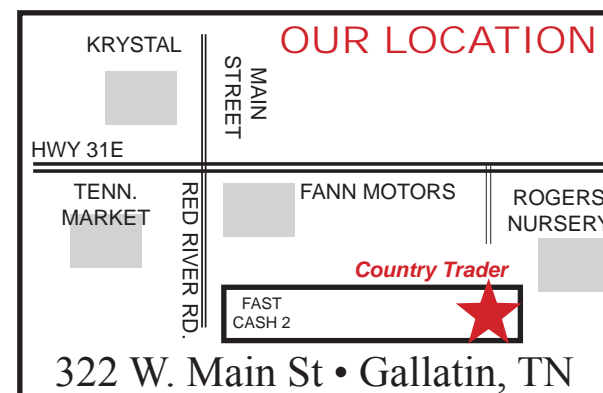 OUR LOCATION
KRYSTAL
MAIN
STREET
HWY 31E
TENN.
MARKET
RED RIVER RD.
FANN MOTORS
ROGERS
NURSERY
Country Trader
FAST
CASH 2
322 W. Main St • Gallatin, TN